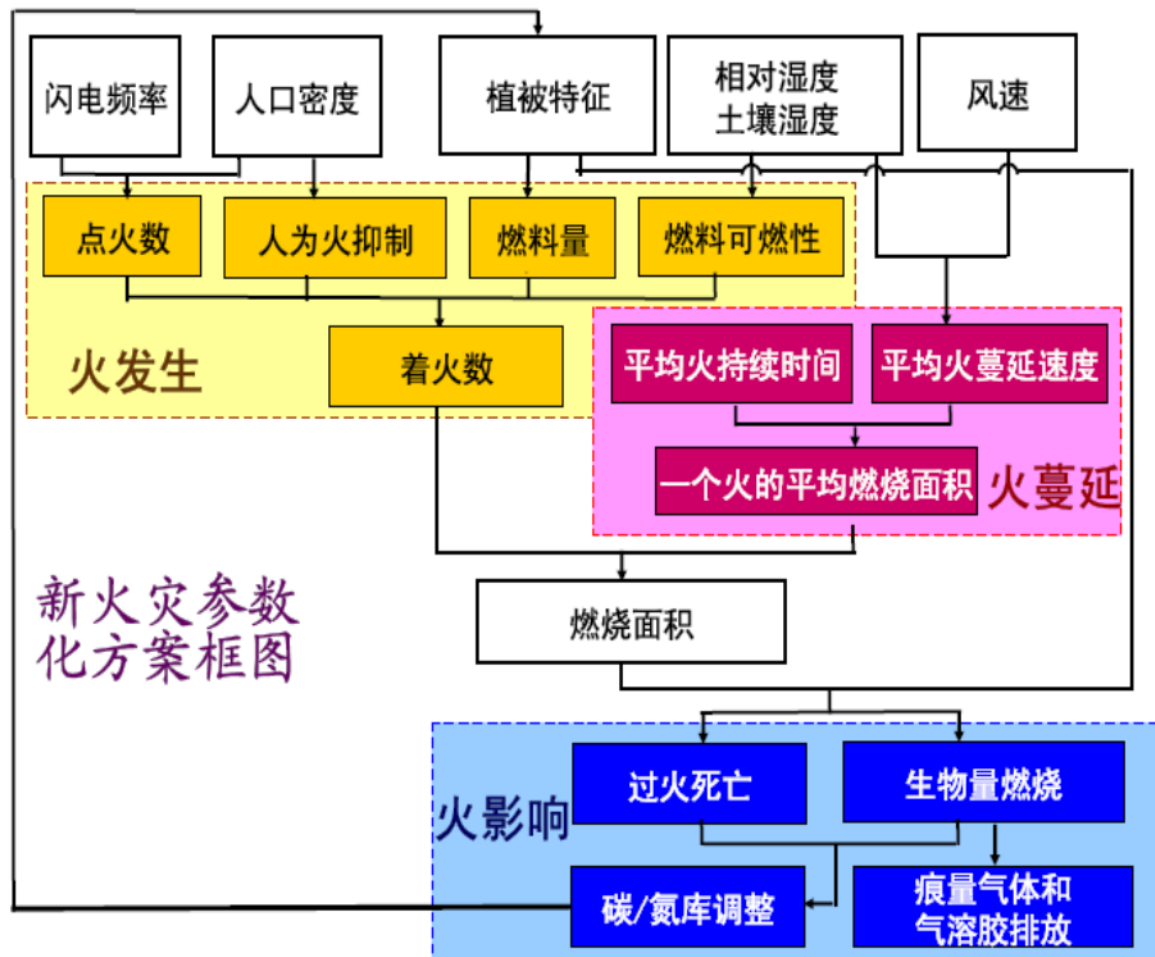 闪电频率
人口密度
植被特征
相对湿度
土壤湿度
风速
点火数
人为火抑制
燃料量
燃料可燃性
火发生
着火数
平均火持续时间
平均火蔓延速度
一个火的平均燃烧面积
火蔓延
新火灾参数
化方案框图
燃烧面积
过火死亡
生物量燃烧
火影响
碳/氮库调整
痕量气体和
气溶胶排放